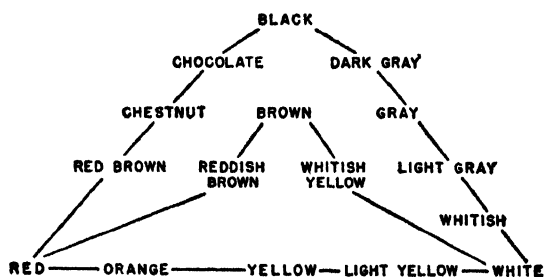 BLACK
CHOCOLATE DARK GRAY
CHESTNUT BROWN GRAY
RED BROWN REDDISH BROWN WHITISH YELLOW LIGHT GRAY
WHITISH
RED ORANGE YELLOW LIGHT YELLOW WHITE